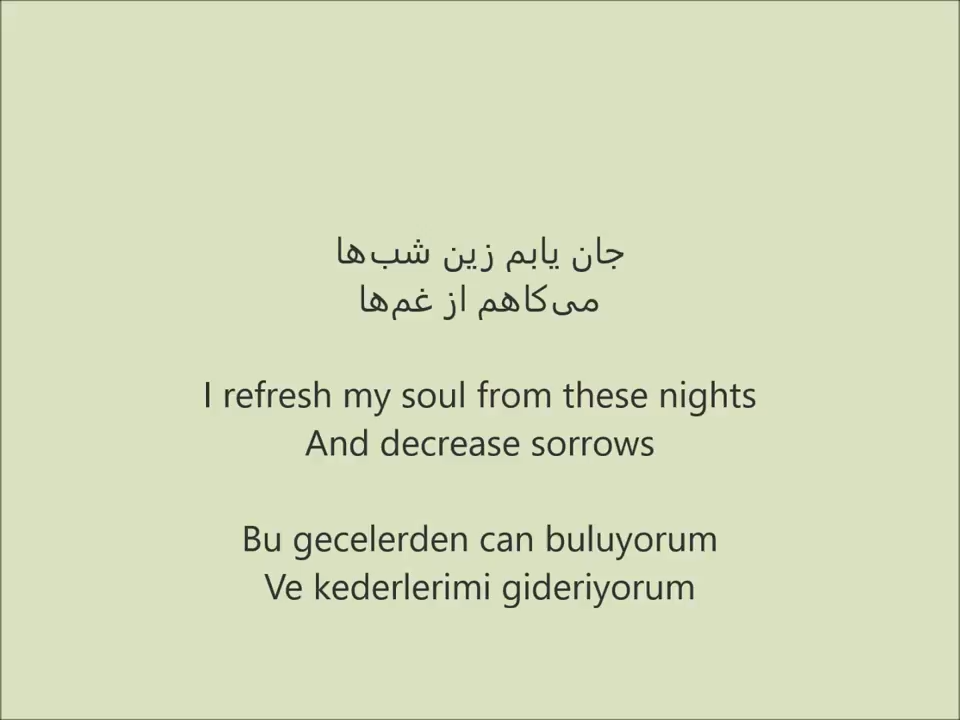 جان یابم زین شب‌ها
می‌کاهم از غم‌ها
I refresh my soul from these nights
And decrease sorrows
Bu gecelerden can buluyorum
Ve kederlerimi gideriyorum